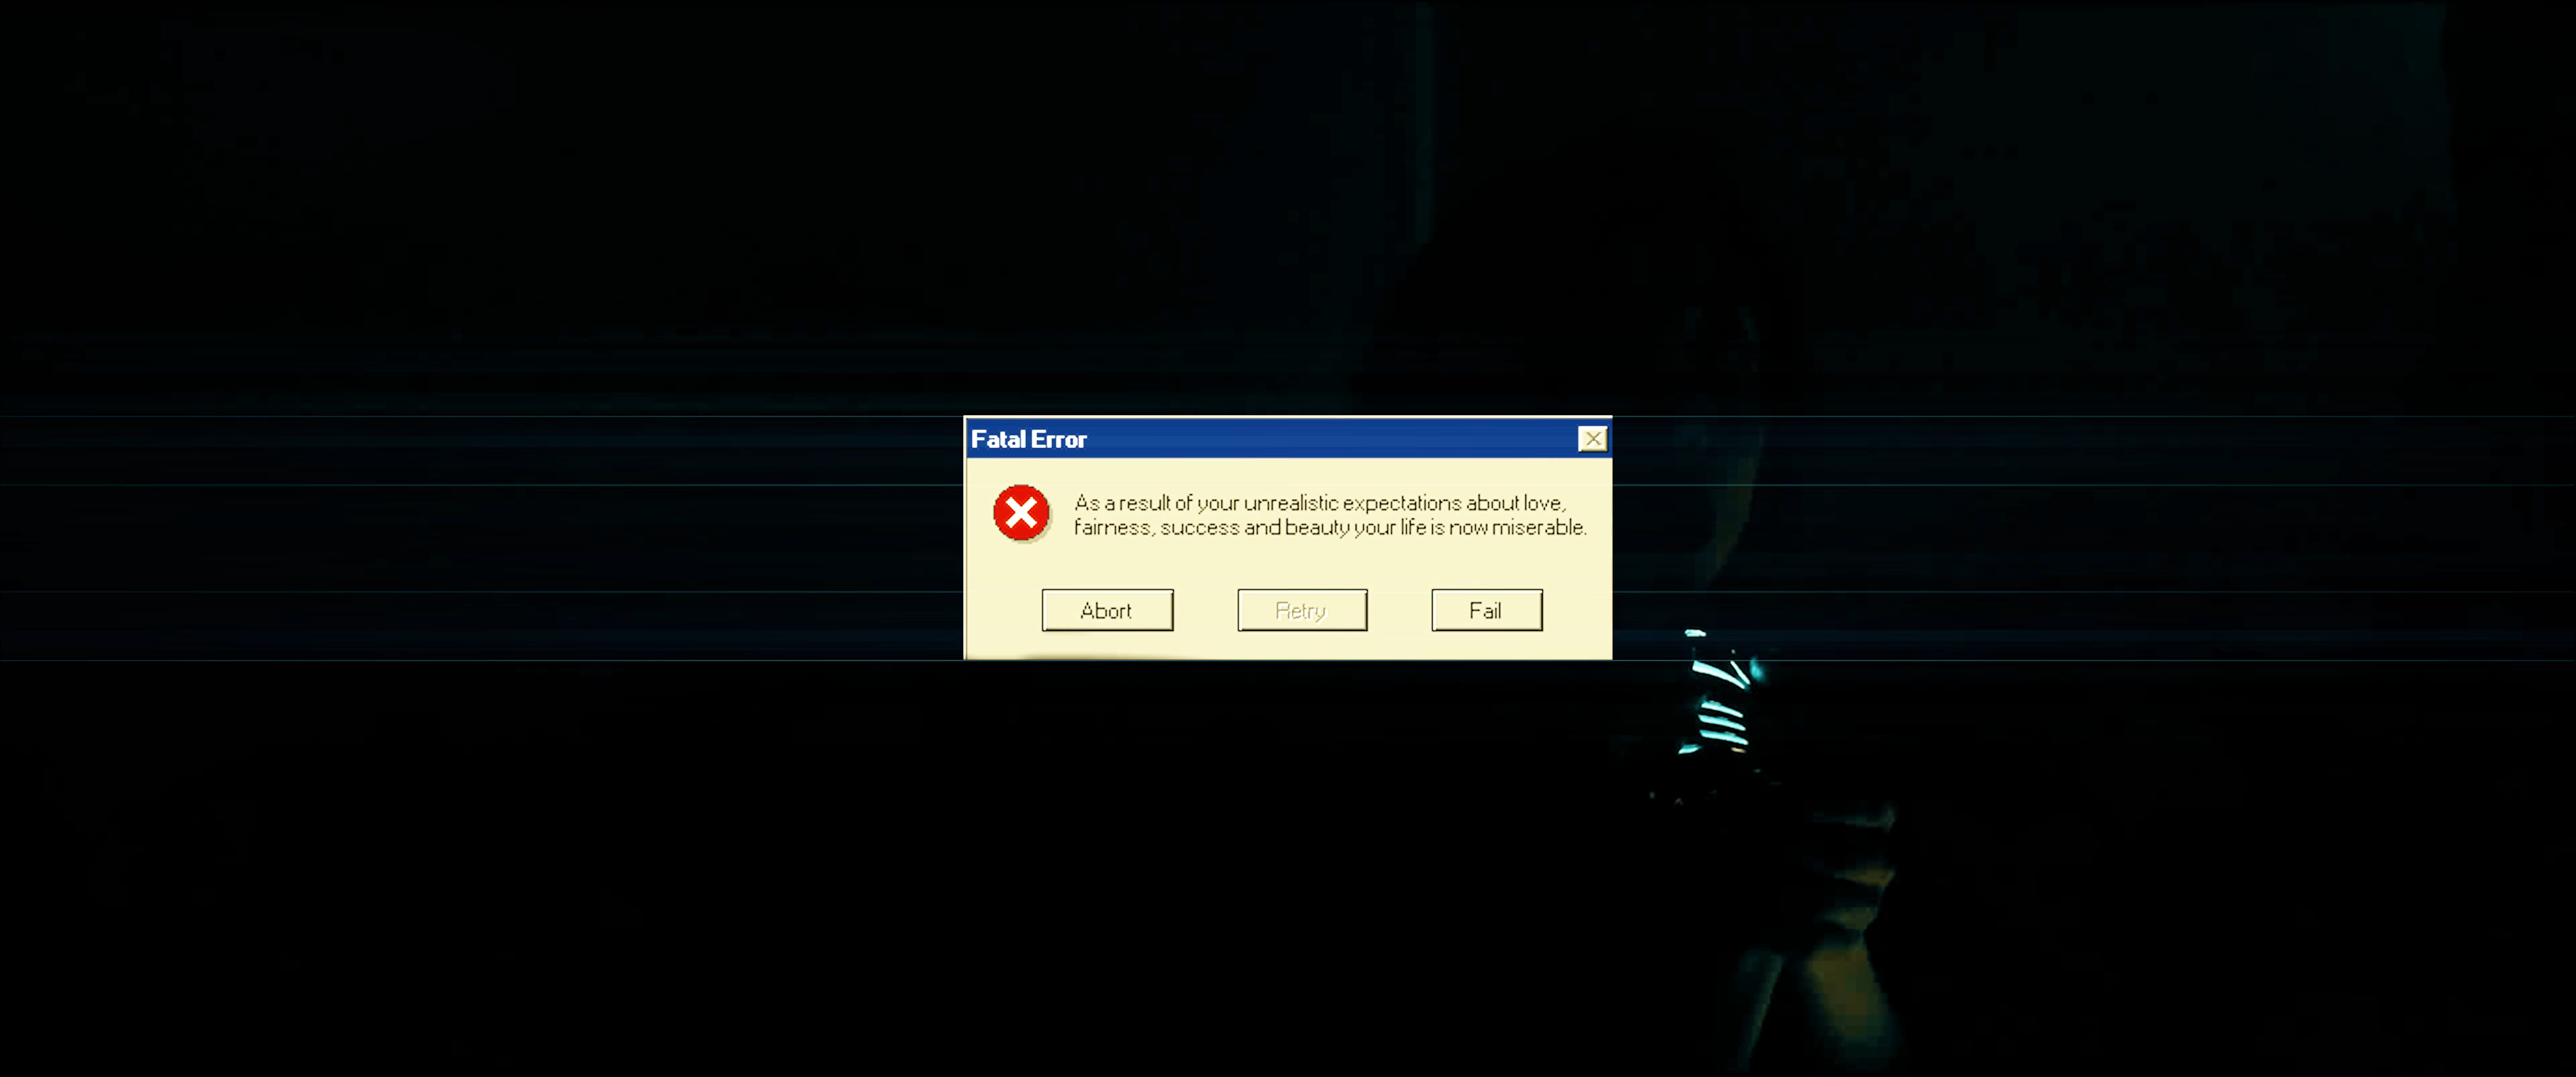 Fatal Error
As a result of your unrealistic expectations about love,
fairness, success and beauty your life is now miserable.
Abort Retry Fail